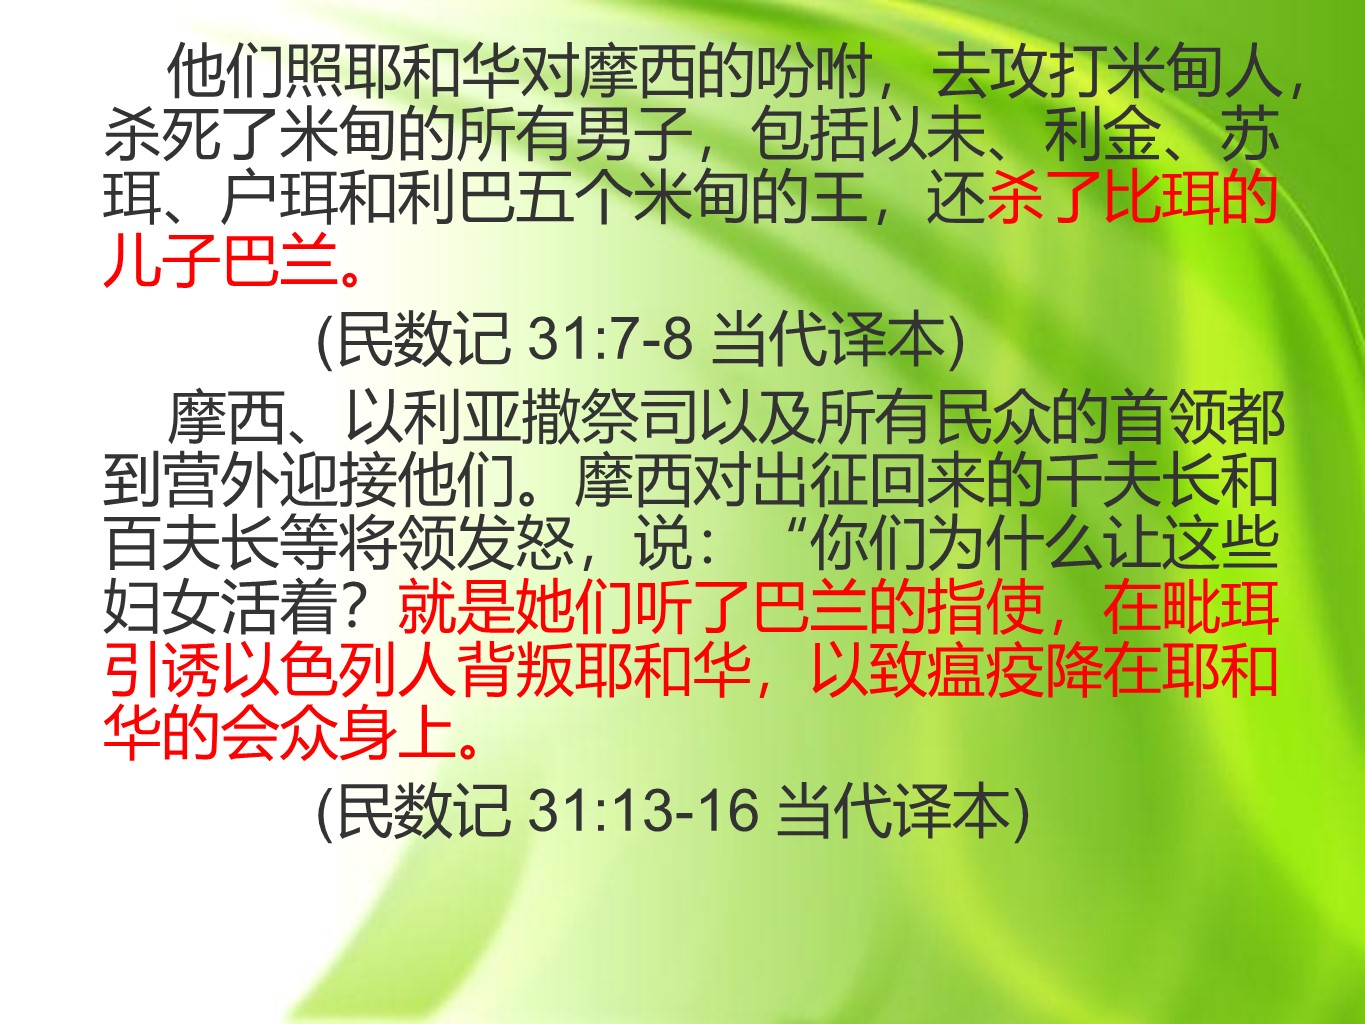 他们照耶和华对摩西的吩咐，去攻打米甸人，
杀死了米甸的所有男子，包括以未、利金、苏
珥、户珥和利巴五个米甸的王，还杀了比珥的
儿子巴兰。
(民数记 31:7-8 当代译本)
摩西、以利亚撒祭司以及所有民众的首领都
到营外迎接他们。摩西对出征回来的千夫长和
百夫长等将领发怒，说：“你们为什么让这些
妇女活着？就是她们听了巴兰的指使，在毗珥
引诱以色列人背叛耶和华，以致瘟疫降在耶和
华的会众身上。
(民数记 31:13-16 当代译本)